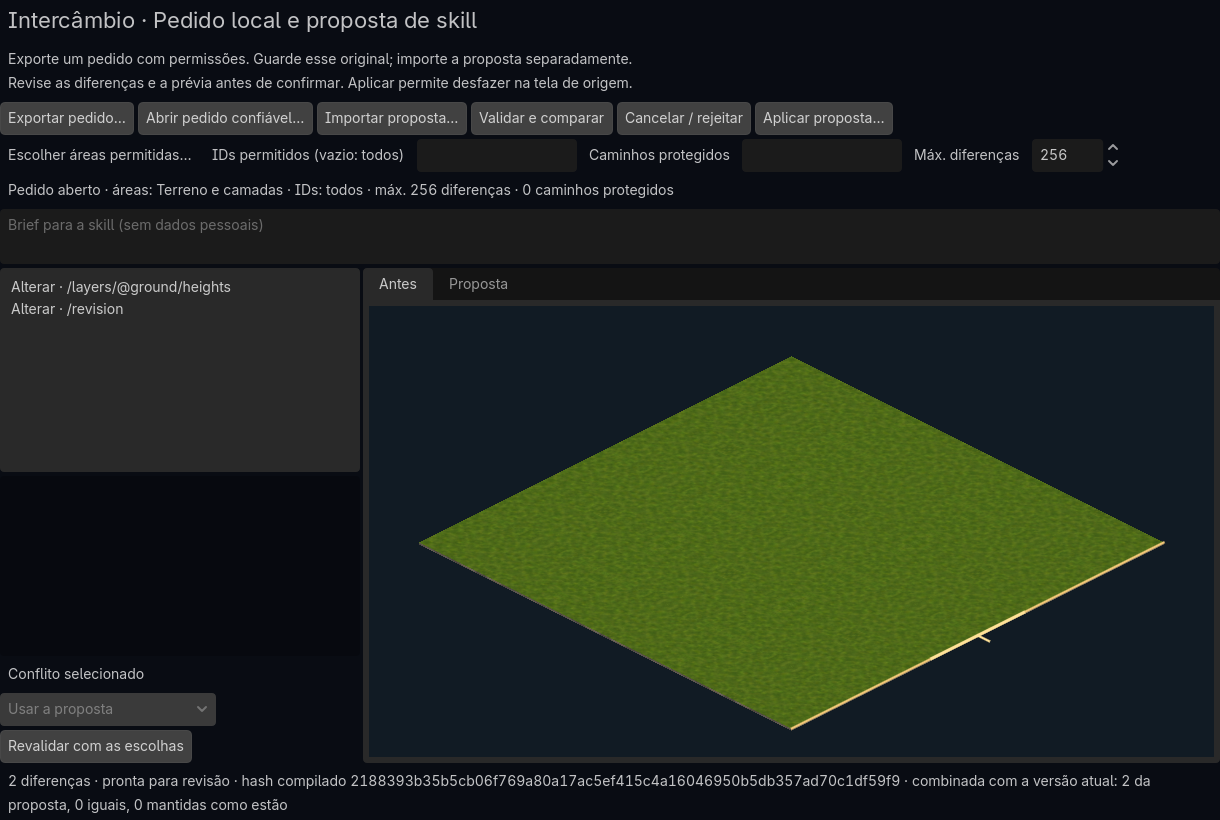 Intercâmbio · Pedido local e proposta de skill
Exporte um pedido com permissões. Guarde esse original; importe a proposta separadamente.
Revise as diferenças e a prévia antes de confirmar. Aplicar permite desfazer na tela de origem.
Exportar pedido... Abrir pedido confiável... Importar proposta... Validar e comparar Cancelar / rejeitar Aplicar proposta...
Escolher áreas permitidas... IDs permitidos (vazio: todos) Caminhos protegidos Máx. diferenças 256
Pedido aberto · áreas: Terreno e camadas · IDs: todos · máx. 256 diferenças · 0 caminhos protegidos
Brief para a skill (sem dados pessoais)
Alterar · /layers/@ground/heights
Alterar · /revision
Antes Proposta
Conflito selecionado
Usar a proposta
Revalidar com as escolhas
2 diferenças · pronta para revisão · hash compilado 2188393b35b5cb06f769a80a17ac5ef415c4a16046950b5db357ad70c1df59f9 · combinada com a versão atual: 2 da
proposta, 0 iguais, 0 mantidas como estão